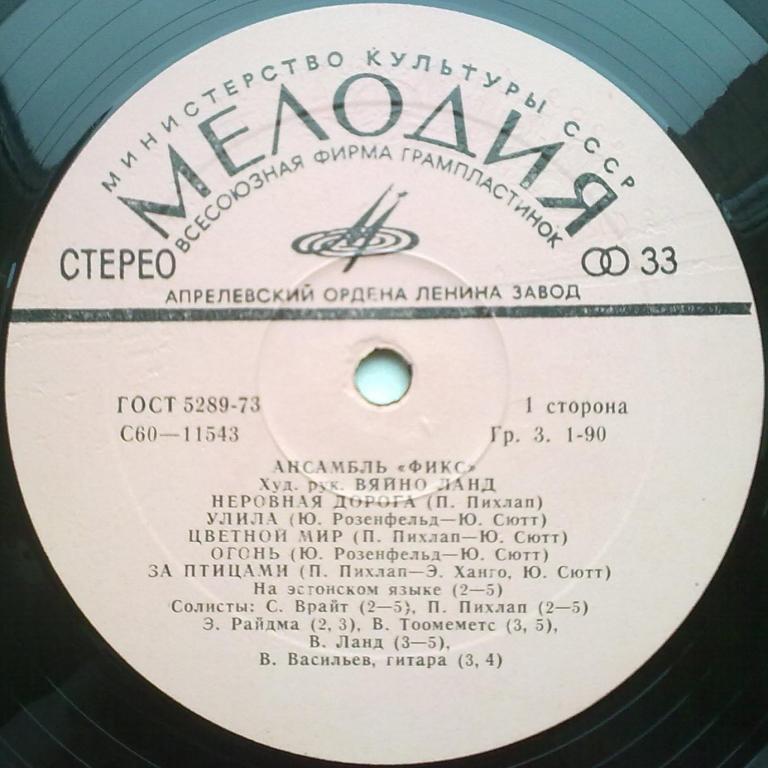 МИНИСТЕРСТВО КУЛЬТУРЫ СССР
МЕЛОДИЯ
ВСЕСОЮЗНАЯ ФИРМА ГРАМПЛАСТИНОК
СТЕРЕО
33
АПРЕЛЕВСКИЙ ОРДЕНА ЛЕНИНА ЗАВОД
ГОСТ 5289-73 1 сторона
С60—11543 Гр. 3. 1-90
АНСАМБЛЬ «ФИКС»
Худ. рук. ВЯЙНО ЛАНД
НЕРОВНАЯ ДОРОГА (П. Пихлап)
УЛИЛА (Ю. Розенфельд—Ю. Сютт)
ЦВЕТНОЙ МИР (П. Пихлап—Ю. Сютт)
ОГОНЬ (Ю. Розенфельд—Ю. Сютт)
ЗА ПТИЦАМИ (П. Пихлап—Э. Ханго, Ю. Сютт)
На эстонском языке (2—5)
Солисты: С. Врайт (2—5), П. Пихлап (2—5)
Э. Райдма (2, 3), В. Тоомеметс (3, 5),
В. Ланд (3—5),
В. Васильев, гитара (3, 4)